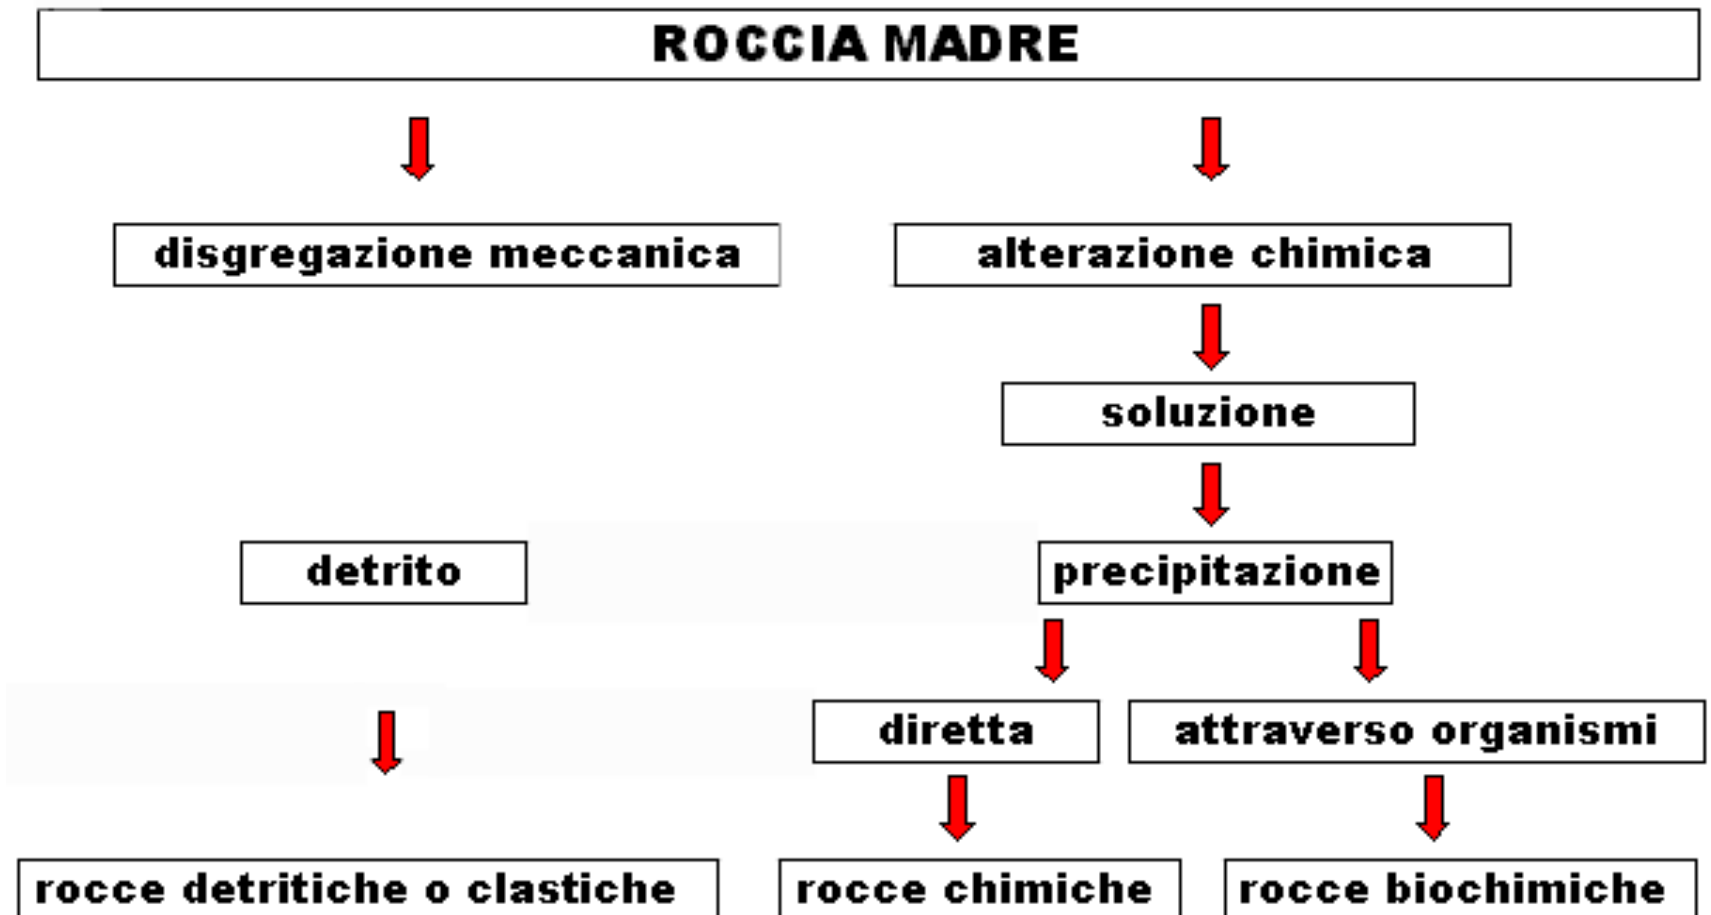 ROCCIA MADRE
disgregazione meccanica
alterazione chimica
soluzione
detrito
precipitazione
diretta
attraverso organismi
rocce detritiche o clastiche
rocce chimiche
rocce biochimiche